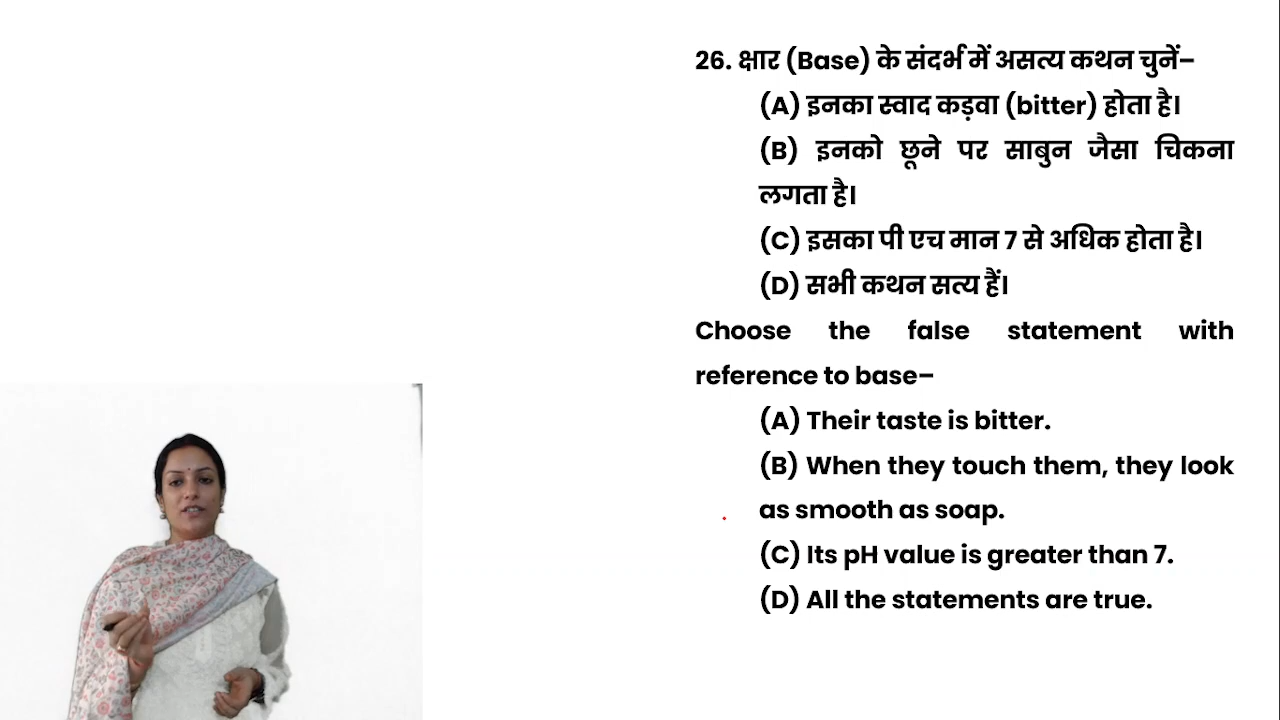 26. क्षार (Base) के संदर्भ में असत्य कथन चुनें–
(A) इनका स्वाद कड़वा (bitter) होता है।
(B) इनको छूने पर साबुन जैसा चिकना
लगता है।
(C) इसका पी एच मान 7 से अधिक होता है।
(D) सभी कथन सत्य हैं।
Choose the false statement with
reference to base–
(A) Their taste is bitter.
(B) When they touch them, they look
as smooth as soap.
(C) Its pH value is greater than 7.
(D) All the statements are true.